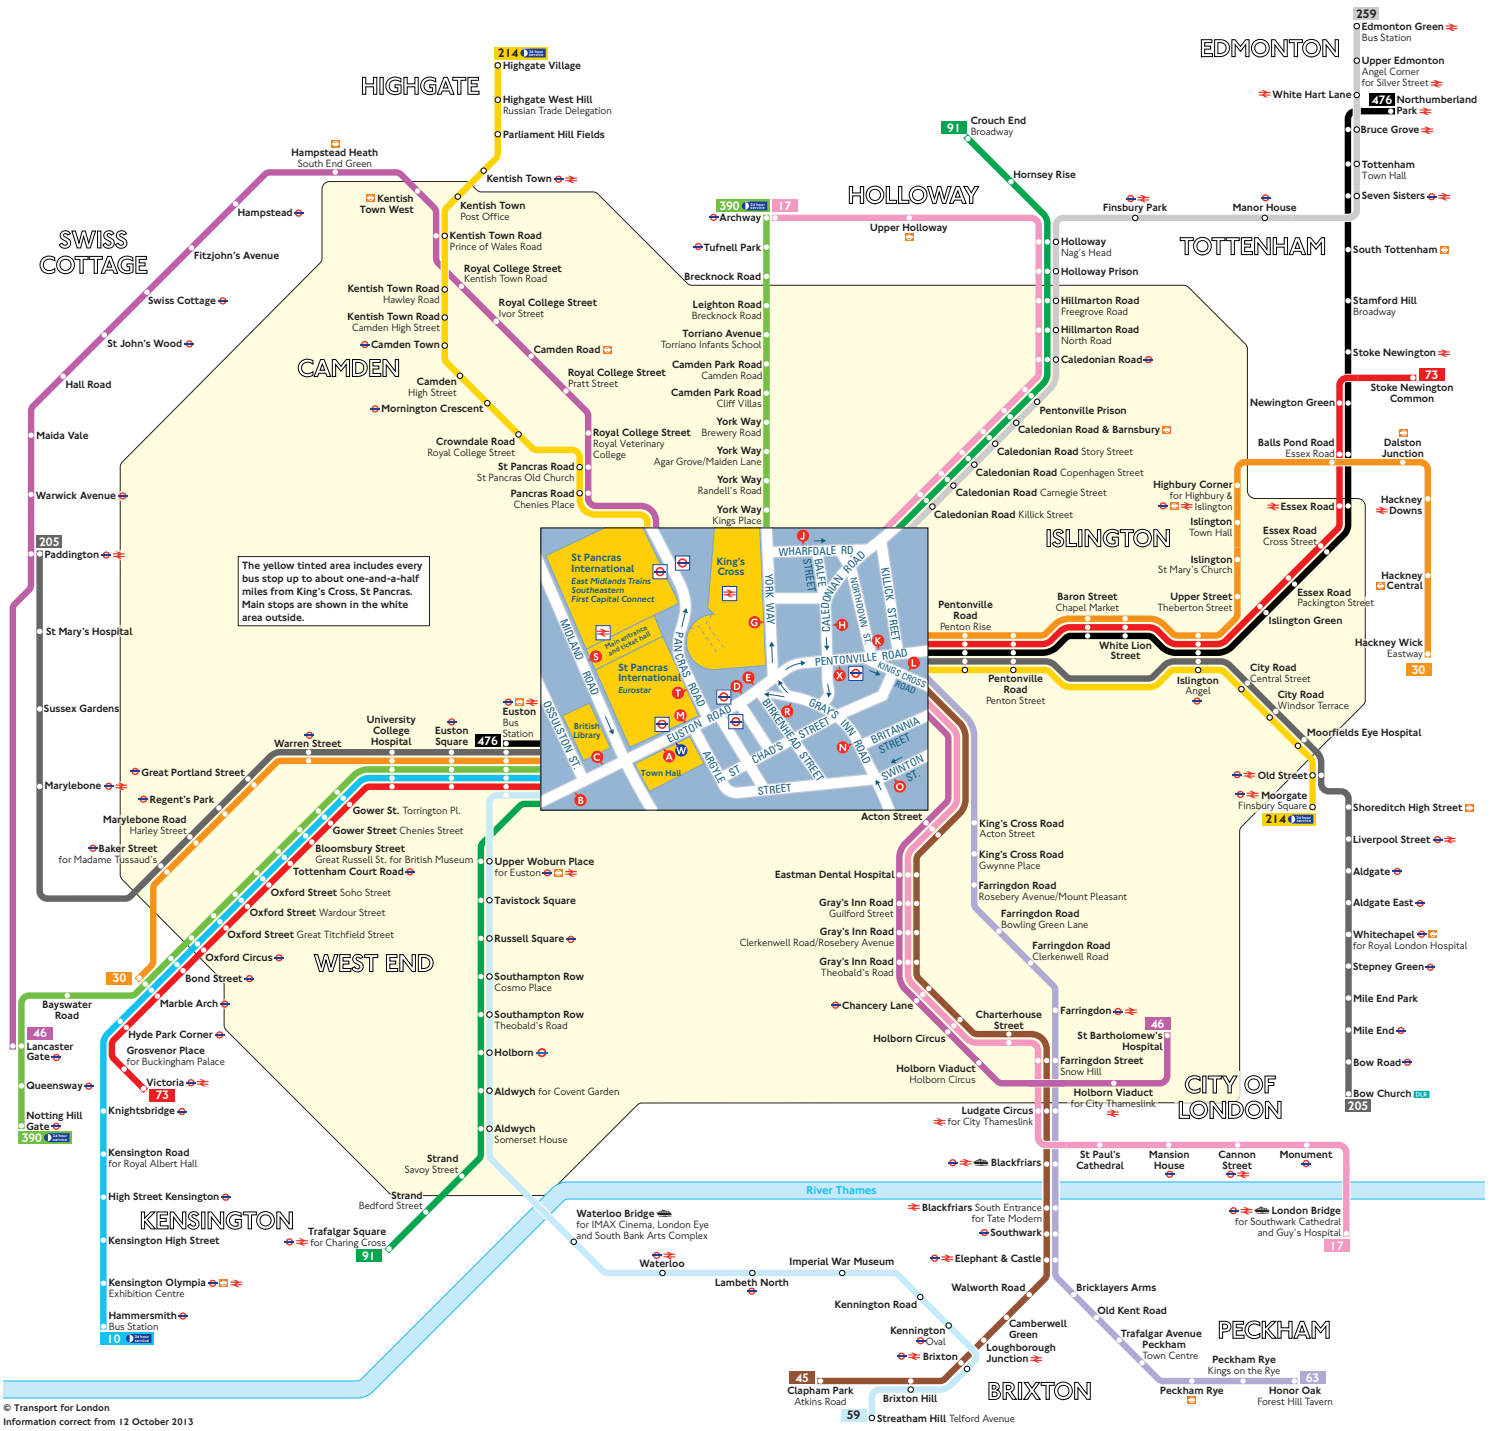 259
Edmonton Green
Bus Station
EDMONTON
Upper Edmonton
Angel Corner
for Silver Street
White Hart Lane
476
Northumberland
Park
Bruce Grove
Tottenham
Town Hall
Seven Sisters
214
24 hour
service
Highgate Village
HIGHGATE
Highgate West Hill
Russian Trade Delegation
Parliament Hill Fields
Kentish Town
Hampstead Heath
South End Green
Kentish
Town West
Kentish Town
Post Office
Hampstead
Kentish Town Road
Prince of Wales Road
SWISS
COTTAGE
Fitzjohn's Avenue
Royal College Street
Kentish Town Road
Kentish Town Road
Hawley Road
Swiss Cottage
Royal College Street
Ivor Street
Kentish Town Road
Camden High Street
St John's Wood
Camden Town
Camden Road
CAMDEN
Hall Road
Camden
High Street
Royal College Street
Pratt Street
Mornington Crescent
Maida Vale
Crowndale Road
Royal College Street
Royal College Street
Royal Veterinary
College
St Pancras Road
St Pancras Old Church
Warwick Avenue
Pancras Road
Chenies Place
91
Crouch End
Broadway
Hornsey Rise
HOLLOWAY
390
24 hour
service
17
Archway
Upper Holloway
Finsbury Park
Manor House
Tufnell Park
Holloway
Nag's Head
TOTTENHAM
South Tottenham
Brecknock Road
Holloway Prison
Leighton Road
Brecknock Road
Hillmarton Road
Freegrove Road
Stamford Hill
Broadway
Torriano Avenue
Torriano Infants School
Hillmarton Road
North Road
Camden Park Road
Camden Road
Caledonian Road
Stoke Newington
73
Stoke Newington
Common
Camden Park Road
Cliff Villas
Pentonville Prison
Newington Green
York Way
Brewery Road
Caledonian Road & Barnsbury
Balls Pond Road
Essex Road
Dalston
Junction
York Way
Agar Grove/Maiden Lane
Caledonian Road Story Street
York Way
Randell's Road
Caledonian Road Copenhagen Street
Highbury Corner
for Highbury &
Islington
Caledonian Road Carnegie Street
Hackney
Downs
York Way
Kings Place
Caledonian Road Killick Street
Essex Road
Islington
Town Hall
ISLINGTON
Essex Road
Cross Street
Islington
St Mary's Church
Hackney
Central
Upper Street
Theberton Street
Essex Road
Packington Street
Islington Green
Hackney Wick
Eastway
30
205
Paddington
The yellow tinted area includes every
bus stop up to about one-and-a-half
miles from King's Cross, St Pancras.
Main stops are shown in the white
area outside.
St Mary's Hospital
Sussex Gardens
Marylebone
St Pancras
International
East Midlands Trains
Southeastern
First Capital Connect
King's
Cross
Main entrance
and ticket hall
St Pancras
International
Eurostar
British
Library
Town Hall
MIDLAND ROAD
OSSULSTON ST.
PANCRAS ROAD
EUSTON ROAD
YORK WAY
WHARFDALE RD
BALFE STREET
CALEDONIAN ROAD
NORTHDOWN ST.
KILLICK STREET
PENTONVILLE ROAD
KINGS CROSS ROAD
GRAY'S INN ROAD
BIRKENHEAD STREET
ST CHAD'S STREET
ARGYLE STREET
BRITANNIA STREET
SWINTON ST.
J
G
H
K
L
S
T
E
D
X
R
M
W
A
C
N
O
B
Pentonville
Road
Penton Rise
Baron Street
Chapel Market
White Lion
Street
Pentonville
Road
Penton Street
Islington
Angel
City Road
Central Street
City Road
Windsor Terrace
Moorfields Eye Hospital
Old Street
Moorgate
Finsbury Square
214
24 hour
service
Shoreditch High Street
Liverpool Street
Aldgate
Aldgate East
Whitechapel
for Royal London Hospital
Stepney Green
Mile End Park
Mile End
Bow Road
Bow Church
DLR
205
Euston
Bus
Station
476
Euston
Square
University
College
Hospital
Warren Street
Great Portland Street
Regent's Park
Marylebone Road
Harley Street
Baker Street
for Madame Tussaud's
Gower St. Torrington Pl.
Gower Street Chenies Street
Bloomsbury Street
Great Russell St. for British Museum
Tottenham Court Road
Oxford Street Soho Street
Oxford Street Wardour Street
Oxford Street Great Titchfield Street
Oxford Circus
WEST END
30
Bond Street
Marble Arch
Bayswater
Road
Hyde Park Corner
46
Lancaster
Gate
Grosvenor Place
for Buckingham Palace
Queensway
Victoria
73
Notting Hill
Gate
390
24 hour
service
Knightsbridge
Kensington Road
for Royal Albert Hall
High Street Kensington
KENSINGTON
Kensington High Street
Kensington Olympia
Exhibition Centre
Hammersmith
Bus Station
10
24 hour
service
Upper Woburn Place
for Euston
Tavistock Square
Russell Square
Southampton Row
Cosmo Place
Southampton Row
Theobald's Road
Holborn
Aldwych for Covent Garden
Aldwych
Somerset House
Strand
Savoy Street
Strand
Bedford Street
Trafalgar Square
for Charing Cross
91
Acton Street
King's Cross Road
Acton Street
King's Cross Road
Gwynne Place
Eastman Dental Hospital
Farringdon Road
Rosebery Avenue/Mount Pleasant
Gray's Inn Road
Guilford Street
Farringdon Road
Bowling Green Lane
Gray's Inn Road
Clerkenwell Road/Rosebery Avenue
Farringdon Road
Clerkenwell Road
Gray's Inn Road
Theobald's Road
Chancery Lane
Farringdon
Charterhouse
Street
46
St Bartholomew's
Hospital
Holborn Circus
Farringdon Street
Snow Hill
Holborn Viaduct
Holborn Circus
Holborn Viaduct
for City Thameslink
CITY OF
LONDON
Ludgate Circus
for City Thameslink
Blackfriars
St Paul's
Cathedral
Mansion
House
Cannon
Street
Monument
River Thames
Blackfriars South Entrance
for Tate Modern
London Bridge
for Southwark Cathedral
and Guy's Hospital
17
Southwark
Waterloo Bridge
for IMAX Cinema, London Eye
and South Bank Arts Complex
Waterloo
Lambeth North
Imperial War Museum
Elephant & Castle
Kennington Road
Walworth Road
Bricklayers Arms
Kennington
Oval
Camberwell
Green
Old Kent Road
Brixton
Loughborough
Junction
Trafalgar Avenue
Peckham
Town Centre
PECKHAM
Peckham Rye
Kings on the Rye
45
Clapham Park
Atkins Road
Brixton Hill
BRIXTON
Peckham Rye
63
Honor Oak
Forest Hill Tavern
59
Streatham Hill Telford Avenue
© Transport for London
Information correct from 12 October 2013